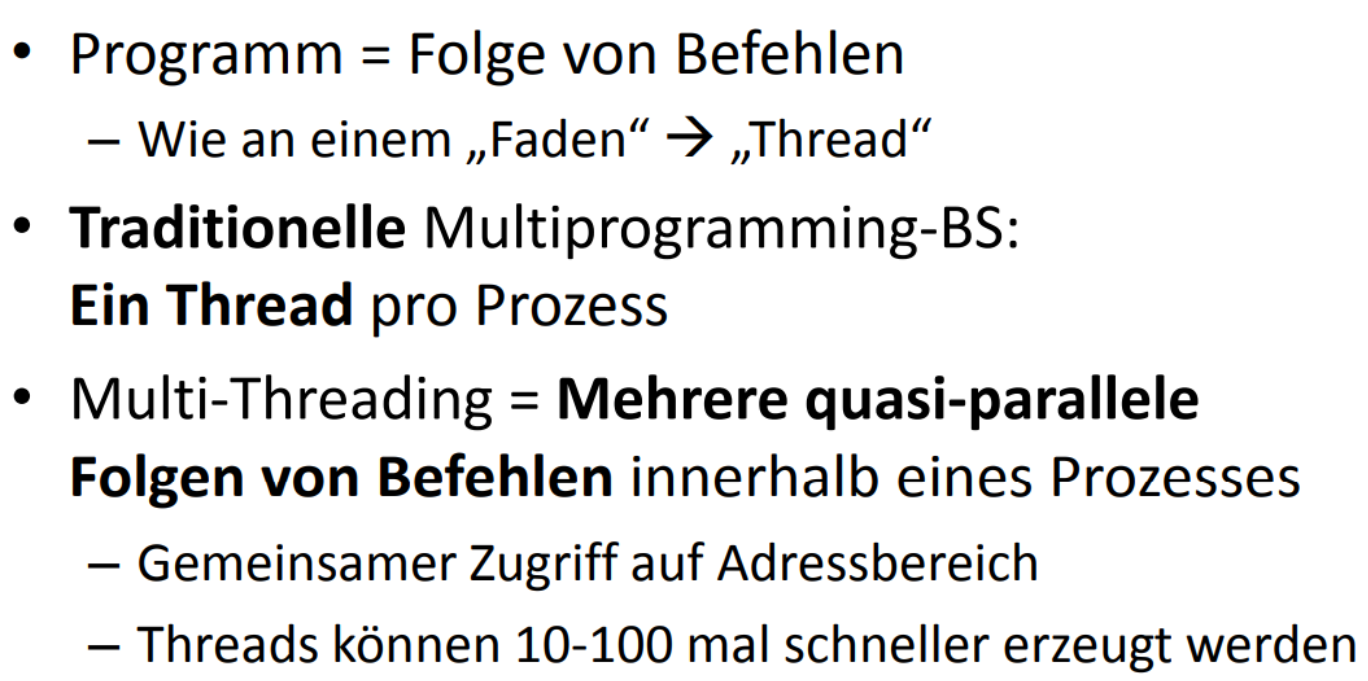 • Programm = Folge von Befehlen
– Wie an einem „Faden“ → „Thread“
• Traditionelle Multiprogramming-BS:
Ein Thread pro Prozess
• Multi-Threading = Mehrere quasi-parallele
Folgen von Befehlen innerhalb eines Prozesses
– Gemeinsamer Zugriff auf Adressbereich
– Threads können 10-100 mal schneller erzeugt werden